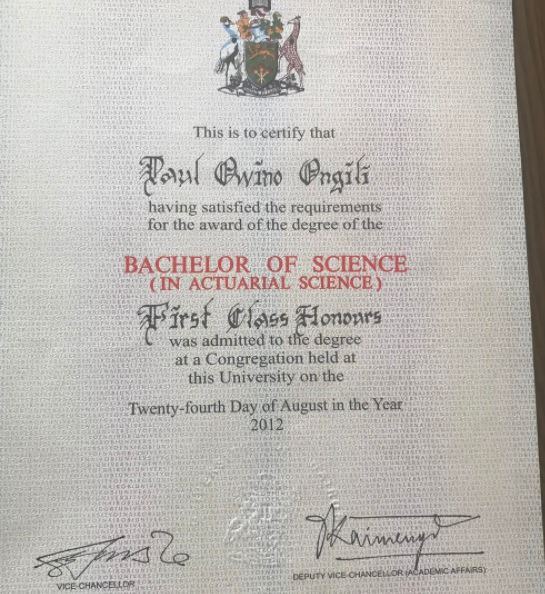 This is to certify that
Paul Owino Ongili
having satisfied the requirements
for the award of the degree of the
BACHELOR OF SCIENCE
(IN ACTUARIAL SCIENCE)
First Class Honours
was admitted to the degree
at a Congregation held at
this University on the
Twenty-fourth Day of August in the Year
2012
VICE-CHANCELLOR
DEPUTY VICE-CHANCELLOR (ACADEMIC AFFAIRS)